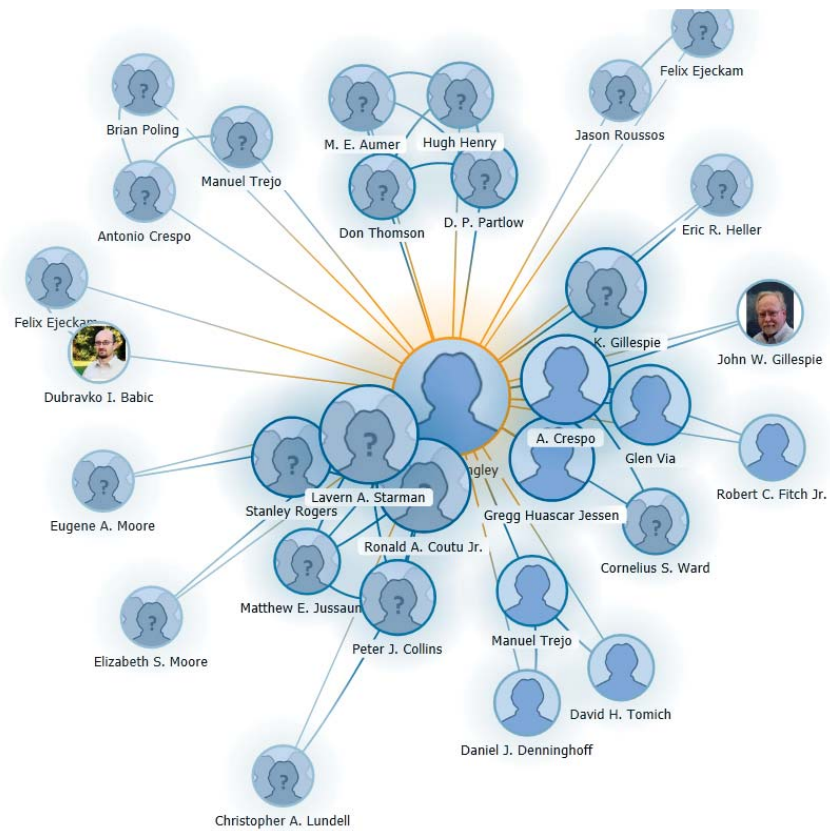 Felix Ejeckam
Brian Poling
Jason Roussos
M. E. Aumer
Hugh Henry
Manuel Trejo
Antonio Crespo
Don Thomson
D. P. Partlow
Eric R. Heller
Felix Ejeckam
K. Gillespie
John W. Gillespie
Dubravko I. Babic
A. Crespo
Glen Via
Lavern A. Starman
Stanley Rogers
Robert C. Fitch Jr.
Gregg Huascar Jessen
Eugene A. Moore
Ronald A. Coutu Jr.
Cornelius S. Ward
Matthew E. Jussaun
Manuel Trejo
Peter J. Collins
Elizabeth S. Moore
David H. Tomich
Daniel J. Denninghoff
Christopher A. Lundell